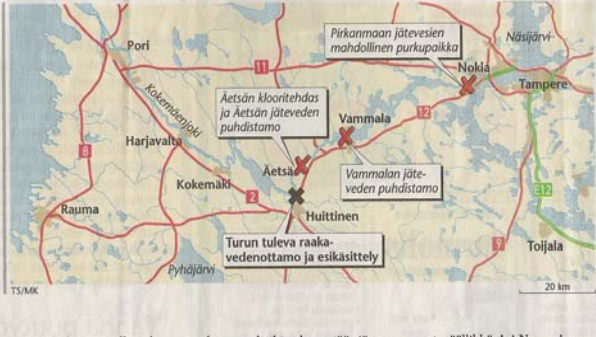 Pirkanmaan jätevesien
mahdollinen purkupaikka
Näsijärvi
Pori
Nokia
11
Tampere
Kokemäenjoki
Äetsän klooritehdas
ja Äetsän jäteveden
puhdistamo
Vammala
12
Harjavalta
8
Äetsä
Vammalan jäte-
veden puhdistamo
Kokemäki
2
E12
Rauma
Huittinen
Turun tuleva raaka-
vedenottamo ja esikäsittely
9
Toijala
Pyhäjärvi
TS/MK
20 km